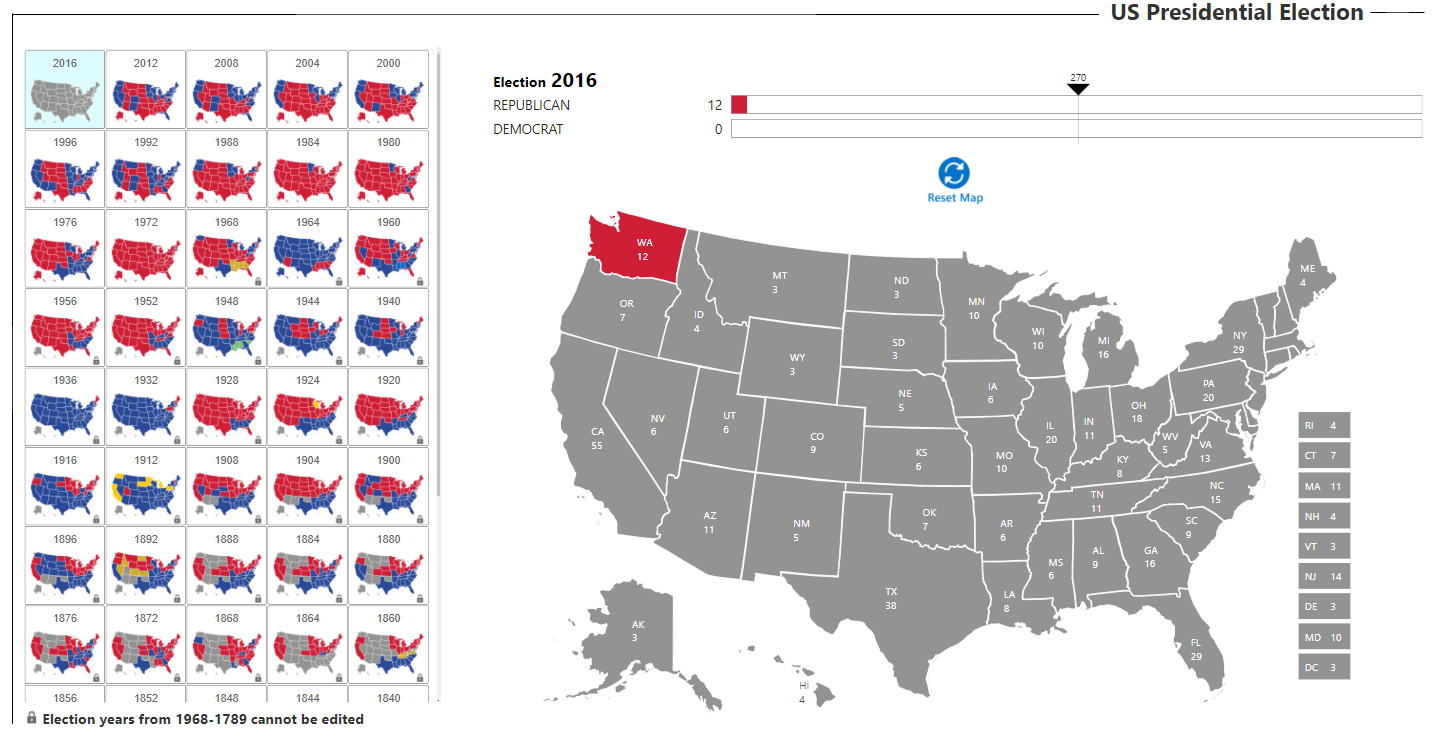 US Presidential Election
2016 2012 2008 2004 2000
1996 1992 1988 1984 1980
1976 1972 1968 1964 1960
1956 1952 1948 1944 1940
1936 1932 1928 1924 1920
1916 1912 1908 1904 1900
1896 1892 1888 1884 1880
1876 1872 1868 1864 1860
1856 1852 1848 1844 1840
Election years from 1968-1789 cannot be edited
Election 2016
270
REPUBLICAN 12
DEMOCRAT 0
Reset Map
WA
12
OR
7
ID
4
MT
3
ND
3
MN
10
WI
10
MI
16
ME
4
NY
29
WY
3
SD
3
NE
5
IA
6
PA
20
OH
18
IN
11
IL
20
CA
55
NV
6
UT
6
CO
9
KS
6
MO
10
KY
8
WV
5
VA
13
NC
15
TN
11
SC
9
AZ
11
NM
5
OK
7
AR
6
MS
6
AL
9
GA
16
TX
38
LA
8
FL
29
AK
3
HI
4
RI 4
CT 7
MA 11
NH 4
VT 3
NJ 14
DE 3
MD 10
DC 3